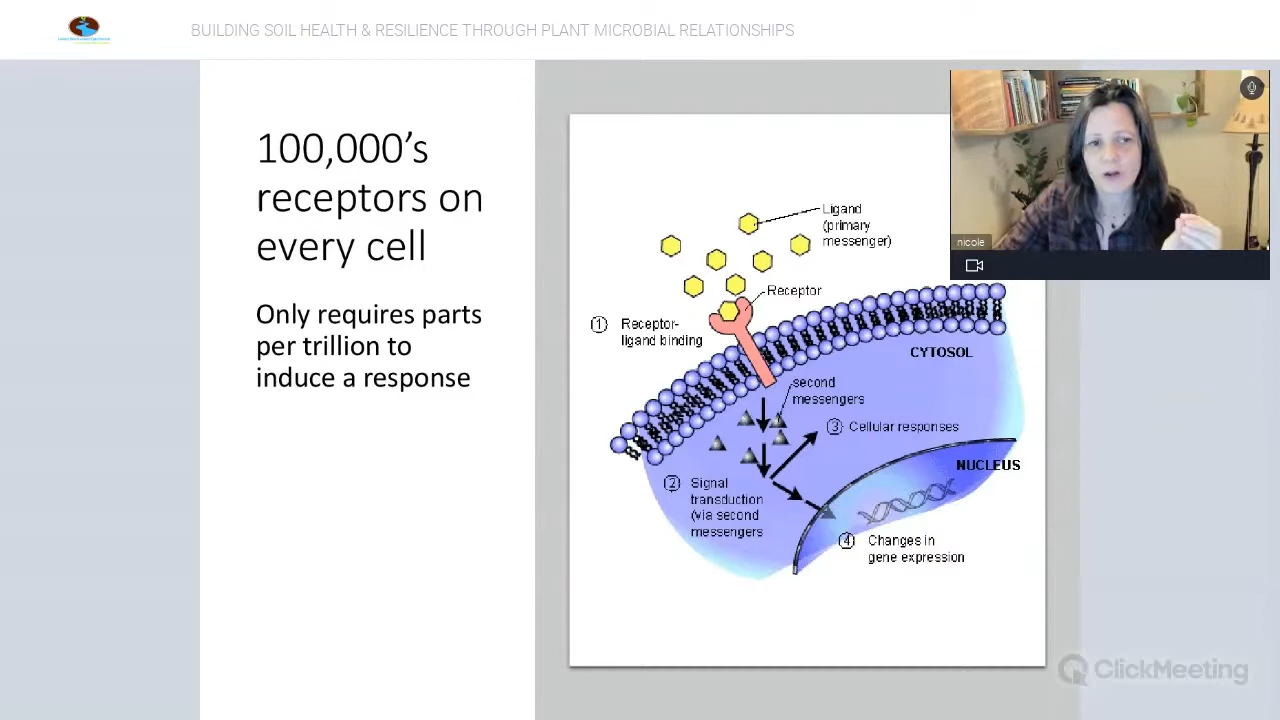 BUILDING SOIL HEALTH & RESILIENCE THROUGH PLANT MICROBIAL RELATIONSHIPS
100,000's
receptors on
every cell
Only requires parts
per trillion to
induce a response
Ligand
(primary
messenger)
Receptor
1 Receptor-
ligand binding
CYTOSOL
second
messengers
3 Cellular responses
NUCLEUS
2 Signal
transduction
(via second
messengers
4 Changes in
gene expression
nicole
ClickMeeting